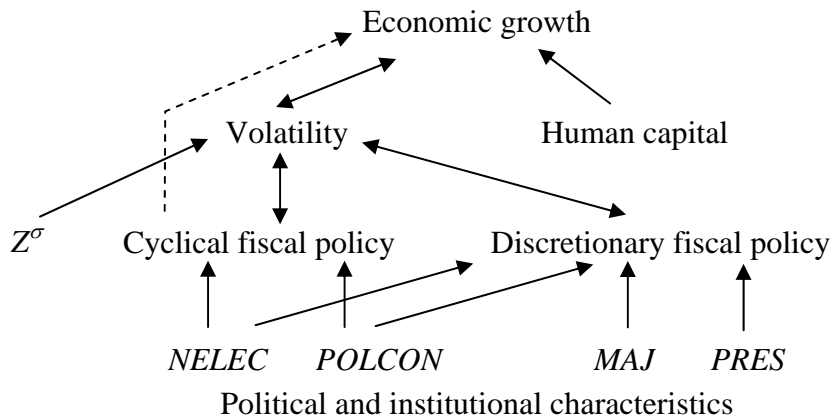 Economic growth
Volatility Human capital
Z^σ Cyclical fiscal policy Discretionary fiscal policy
NELEC POLCON MAJ PRES
Political and institutional characteristics